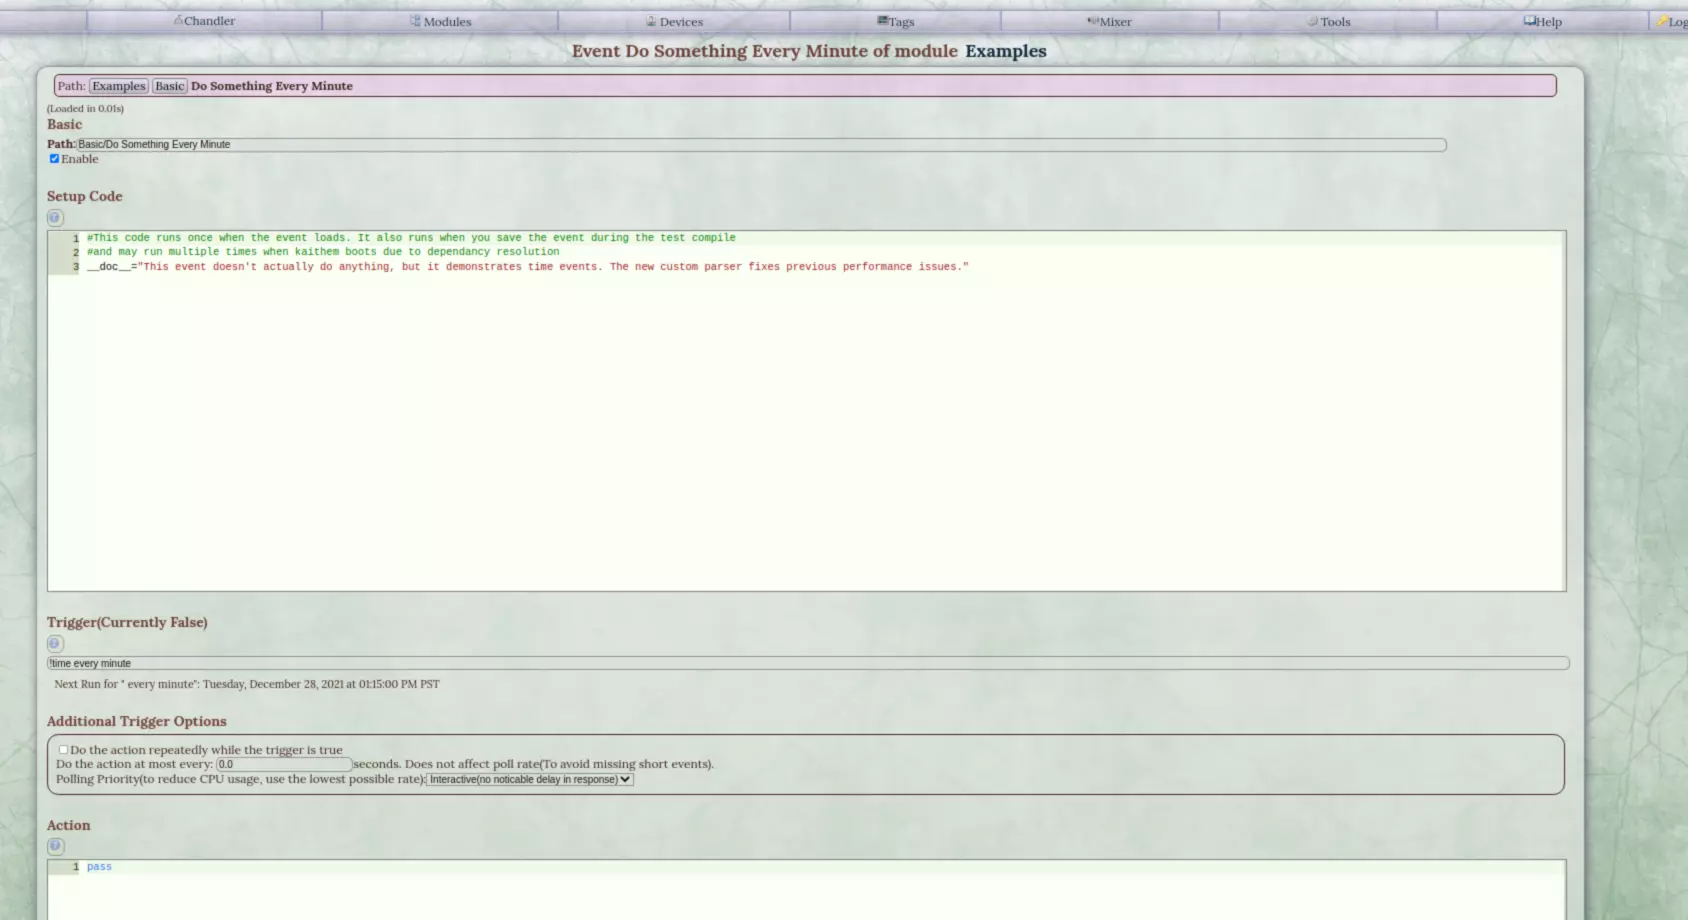 Chandler Modules Devices Tags Mixer Tools Help Log
Event Do Something Every Minute of module Examples
Path: Examples Basic Do Something Every Minute
(Loaded in 0.01s)
Basic
Path: Basic/Do Something Every Minute
Enable
Setup Code
?
1 #This code runs once when the event loads. It also runs when you save the event during the test compile
2 #and may run multiple times when kaithem boots due to dependancy resolution
3 __doc__="This event doesn't actually do anything, but it demonstrates time events. The new custom parser fixes previous performance issues."
Trigger(Currently False)
?
!time every minute
Next Run for " every minute": Tuesday, December 28, 2021 at 01:15:00 PM PST
Additional Trigger Options
Do the action repeatedly while the trigger is true
Do the action at most every: 0.0 seconds. Does not affect poll rate(To avoid missing short events).
Polling Priority(to reduce CPU usage, use the lowest possible rate): Interactive(no noticable delay in response)
Action
?
1 pass